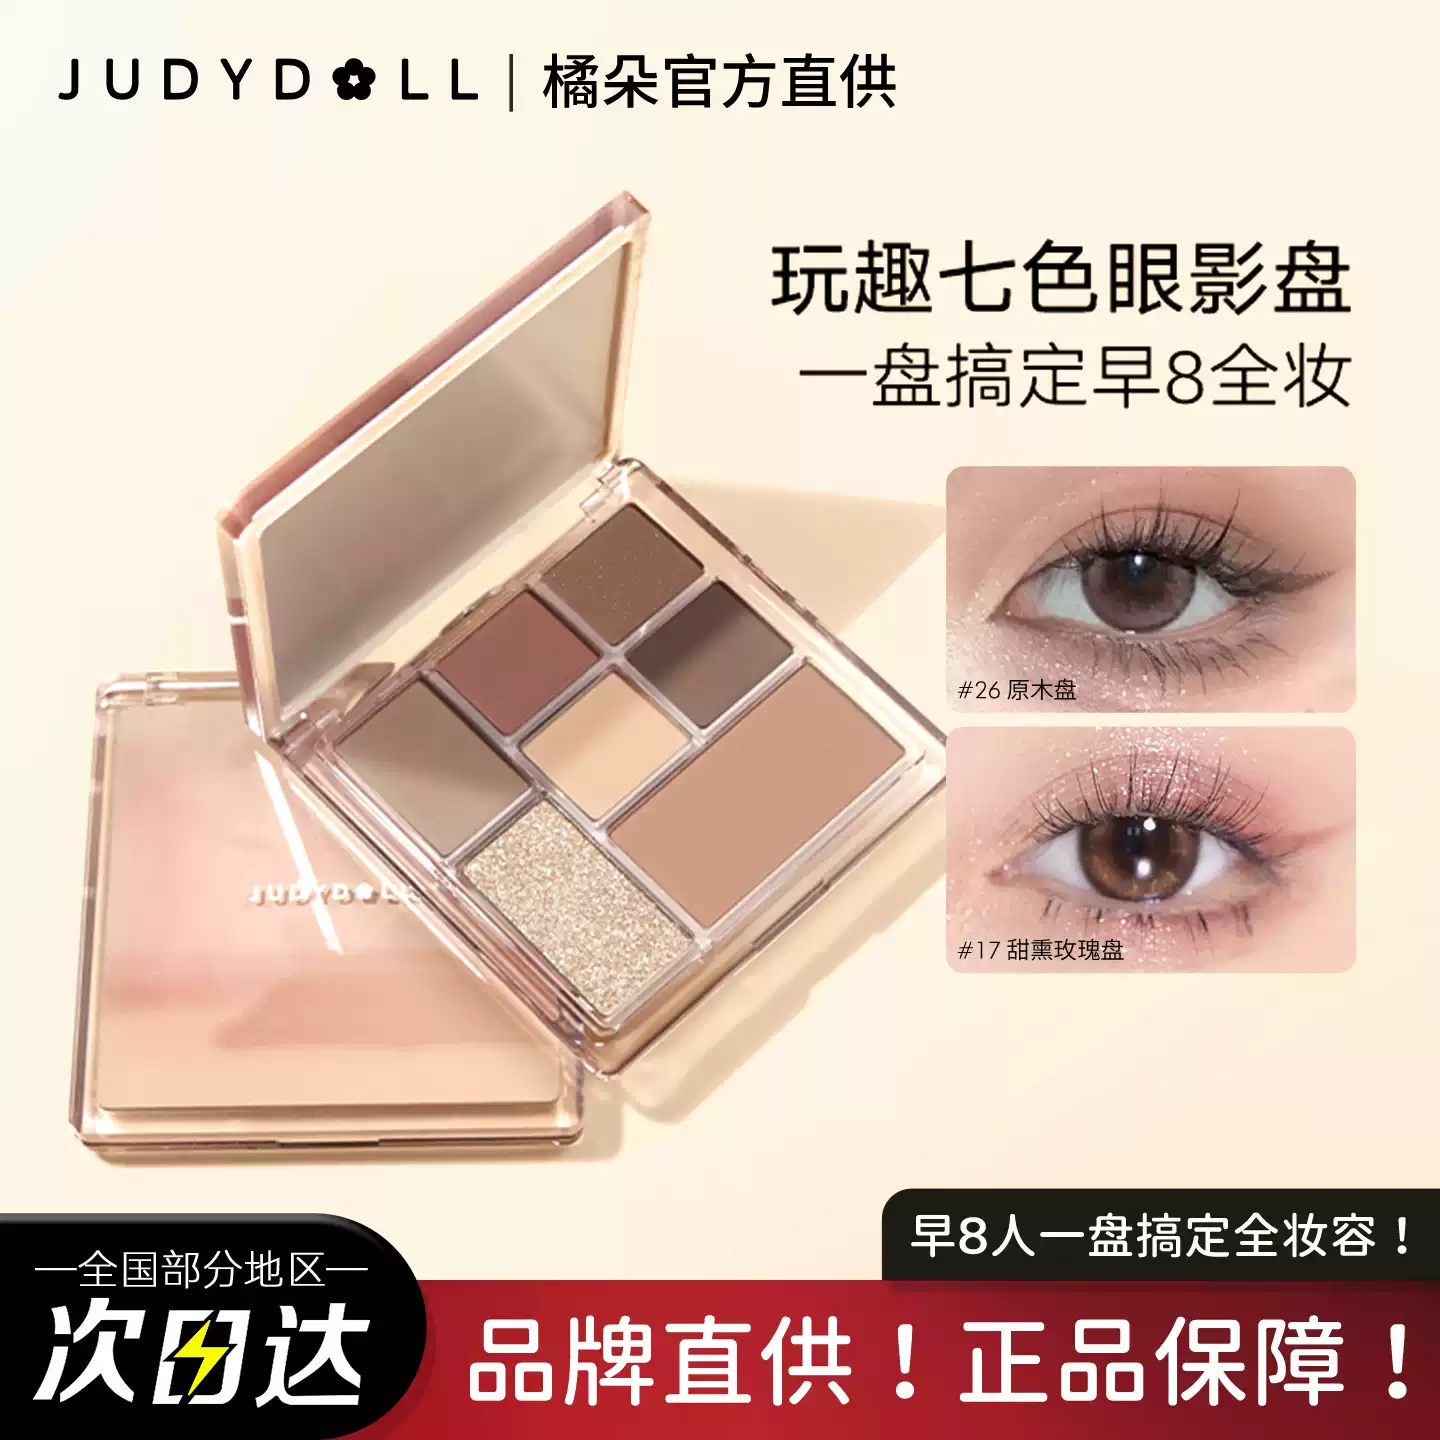 JUDYDOLL | 橘朵官方直供
玩趣七色眼影盘
一盘搞定早8全妆
#26 原木盘
#17 甜熏玫瑰盘
JUDYDOLL
早8人一盘搞定全妆容！
全国部分地区
次日达
品牌直供！正品保障！